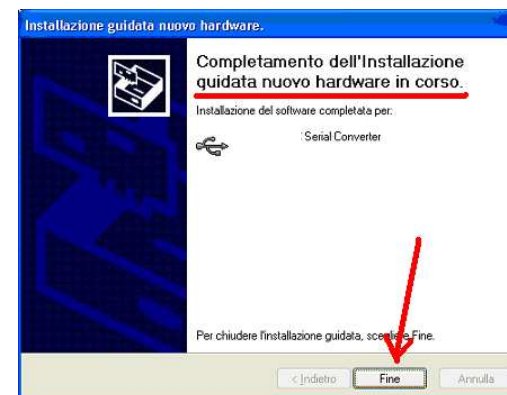 Installazione guidata nuovo hardware.
Completamento dell'Installazione
guidata nuovo hardware in corso.
Installazione del software completata per:
Serial Converter
Per chiudere l'installazione guidata, scegliere Fine.
< Indietro Fine Annulla